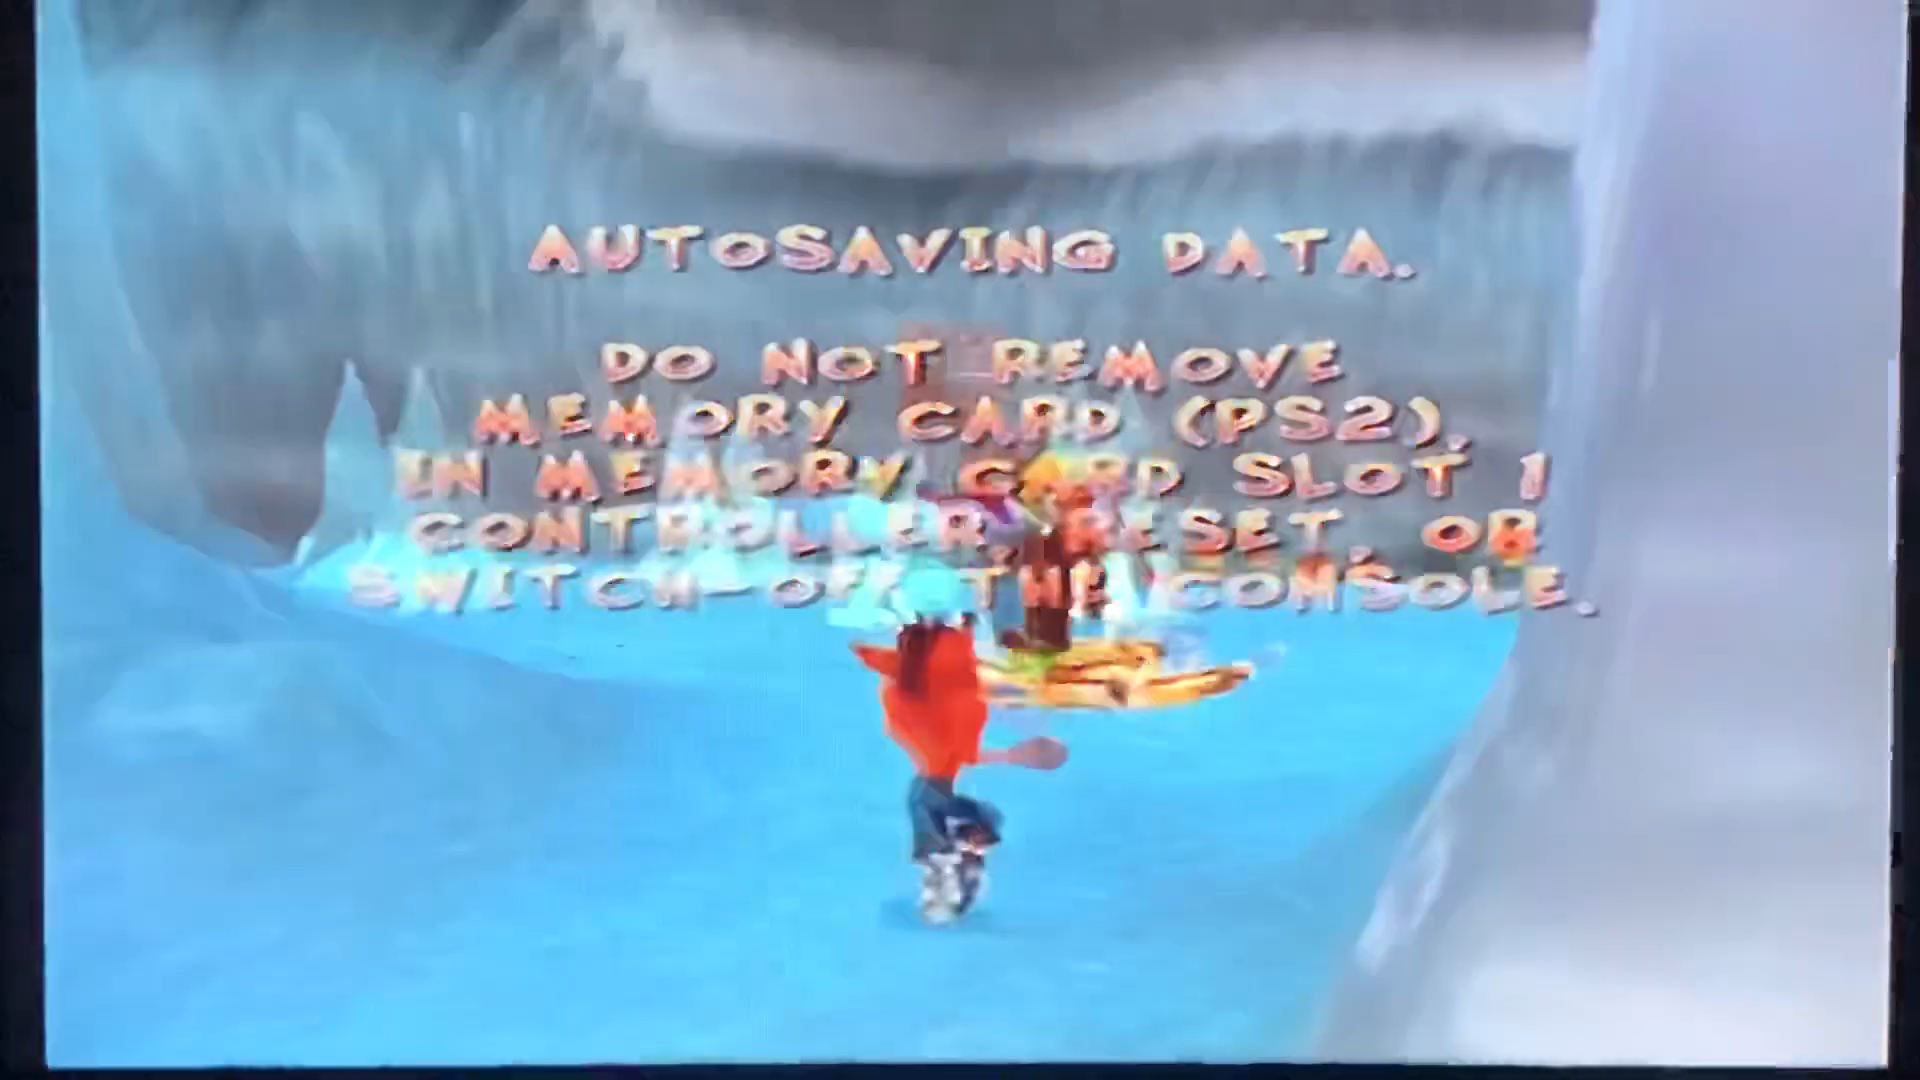 AUTOSAVING DATA.
DO NOT REMOVE
MEMORY CARD (PS2),
IN MEMORY CARD SLOT 1
CONTROLLER, RESET, OR
SWITCH-OFF THE CONSOLE.